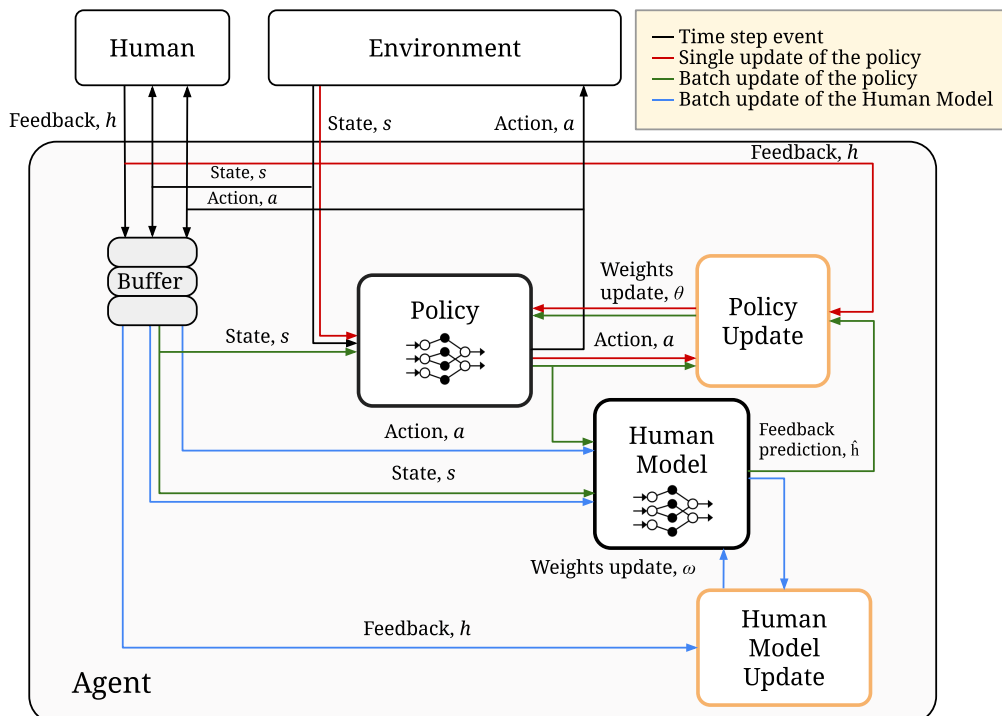 Human
Environment
Time step event
Single update of the policy
Batch update of the policy
Batch update of the Human Model
Feedback, h
State, s
Action, a
Feedback, h
State, s
Action, a
Buffer
Weights
update, θ
Policy
Policy
Update
State, s
Action, a
Action, a
Human
Model
Feedback
prediction, ĥ
State, s
Weights update, ω
Human
Model
Update
Feedback, h
Agent